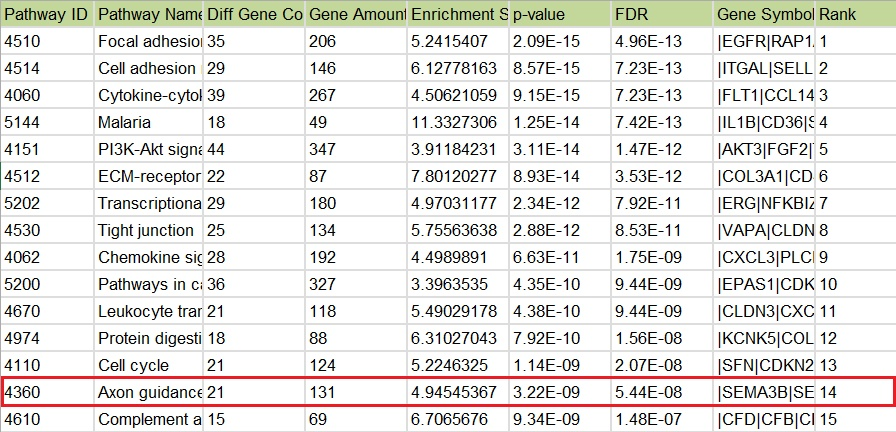 Pathway ID Pathway Name Diff Gene Co Gene Amount Enrichment S p-value FDR Gene Symbol Rank
4510 Focal adhesion 35 206 5.2415407 2.09E-15 4.96E-13 |EGFR|RAP1A 1
4514 Cell adhesion 29 146 6.12778163 8.57E-15 7.23E-13 |ITGAL|SELL 2
4060 Cytokine-cytok 39 267 4.50621059 9.15E-15 7.23E-13 |FLT1|CCL14 3
5144 Malaria 18 49 11.3327306 1.25E-14 7.42E-13 |IL1B|CD36|S 4
4151 PI3K-Akt signa 44 347 3.91184231 3.11E-14 1.47E-12 |AKT3|FGF2| 5
4512 ECM-receptor 22 87 7.80120277 8.93E-14 3.53E-12 |COL3A1|CD 6
5202 Transcriptiona 29 180 4.97031177 2.34E-12 7.92E-11 |ERG|NFKBIZ 7
4530 Tight junction 25 134 5.75563638 2.88E-12 8.53E-11 |VAPA|CLDN 8
4062 Chemokine sig 28 192 4.4989891 6.63E-11 1.75E-09 |CXCL3|PLC 9
5200 Pathways in ca 36 327 3.3963535 4.35E-10 9.44E-09 |EPAS1|CDK 10
4670 Leukocyte tran 21 118 5.49029178 4.38E-10 9.44E-09 |CLDN3|CXC 11
4974 Protein digesti 18 88 6.31027043 7.92E-10 1.56E-08 |KCNK5|COL 12
4110 Cell cycle 21 124 5.2246325 1.14E-09 2.07E-08 |SFN|CDKN2 13
4360 Axon guidance 21 131 4.94545367 3.22E-09 5.44E-08 |SEMA3B|SE 14
4610 Complement a 15 69 6.7065676 9.34E-09 1.48E-07 |CFD|CFB|C 15